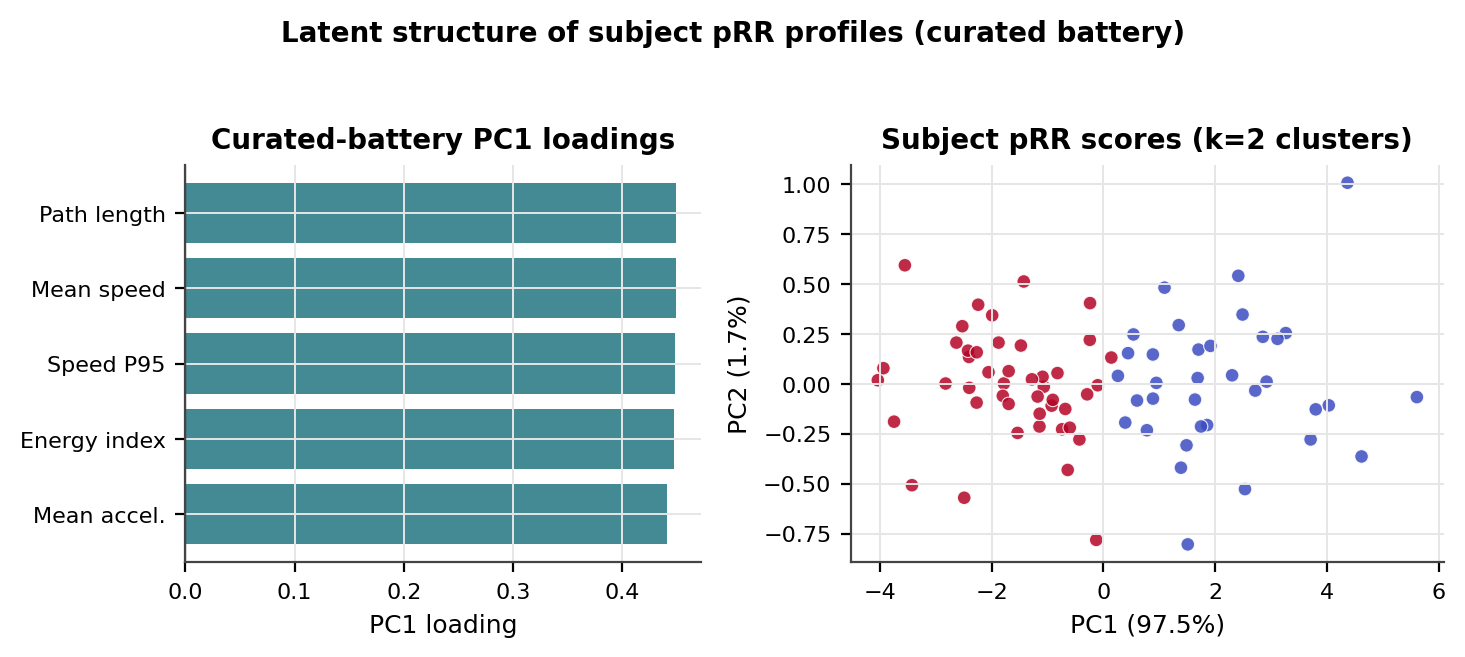 Latent structure of subject pRR profiles (curated battery)
Curated-battery PC1 loadings
Path length
Mean speed
Speed P95
Energy index
Mean accel.
0.0 0.1 0.2 0.3 0.4
PC1 loading
Subject pRR scores (k=2 clusters)
PC2 (1.7%)
1.00
0.75
0.50
0.25
0.00
−0.25
−0.50
−0.75
−4 −2 0 2 4 6
PC1 (97.5%)